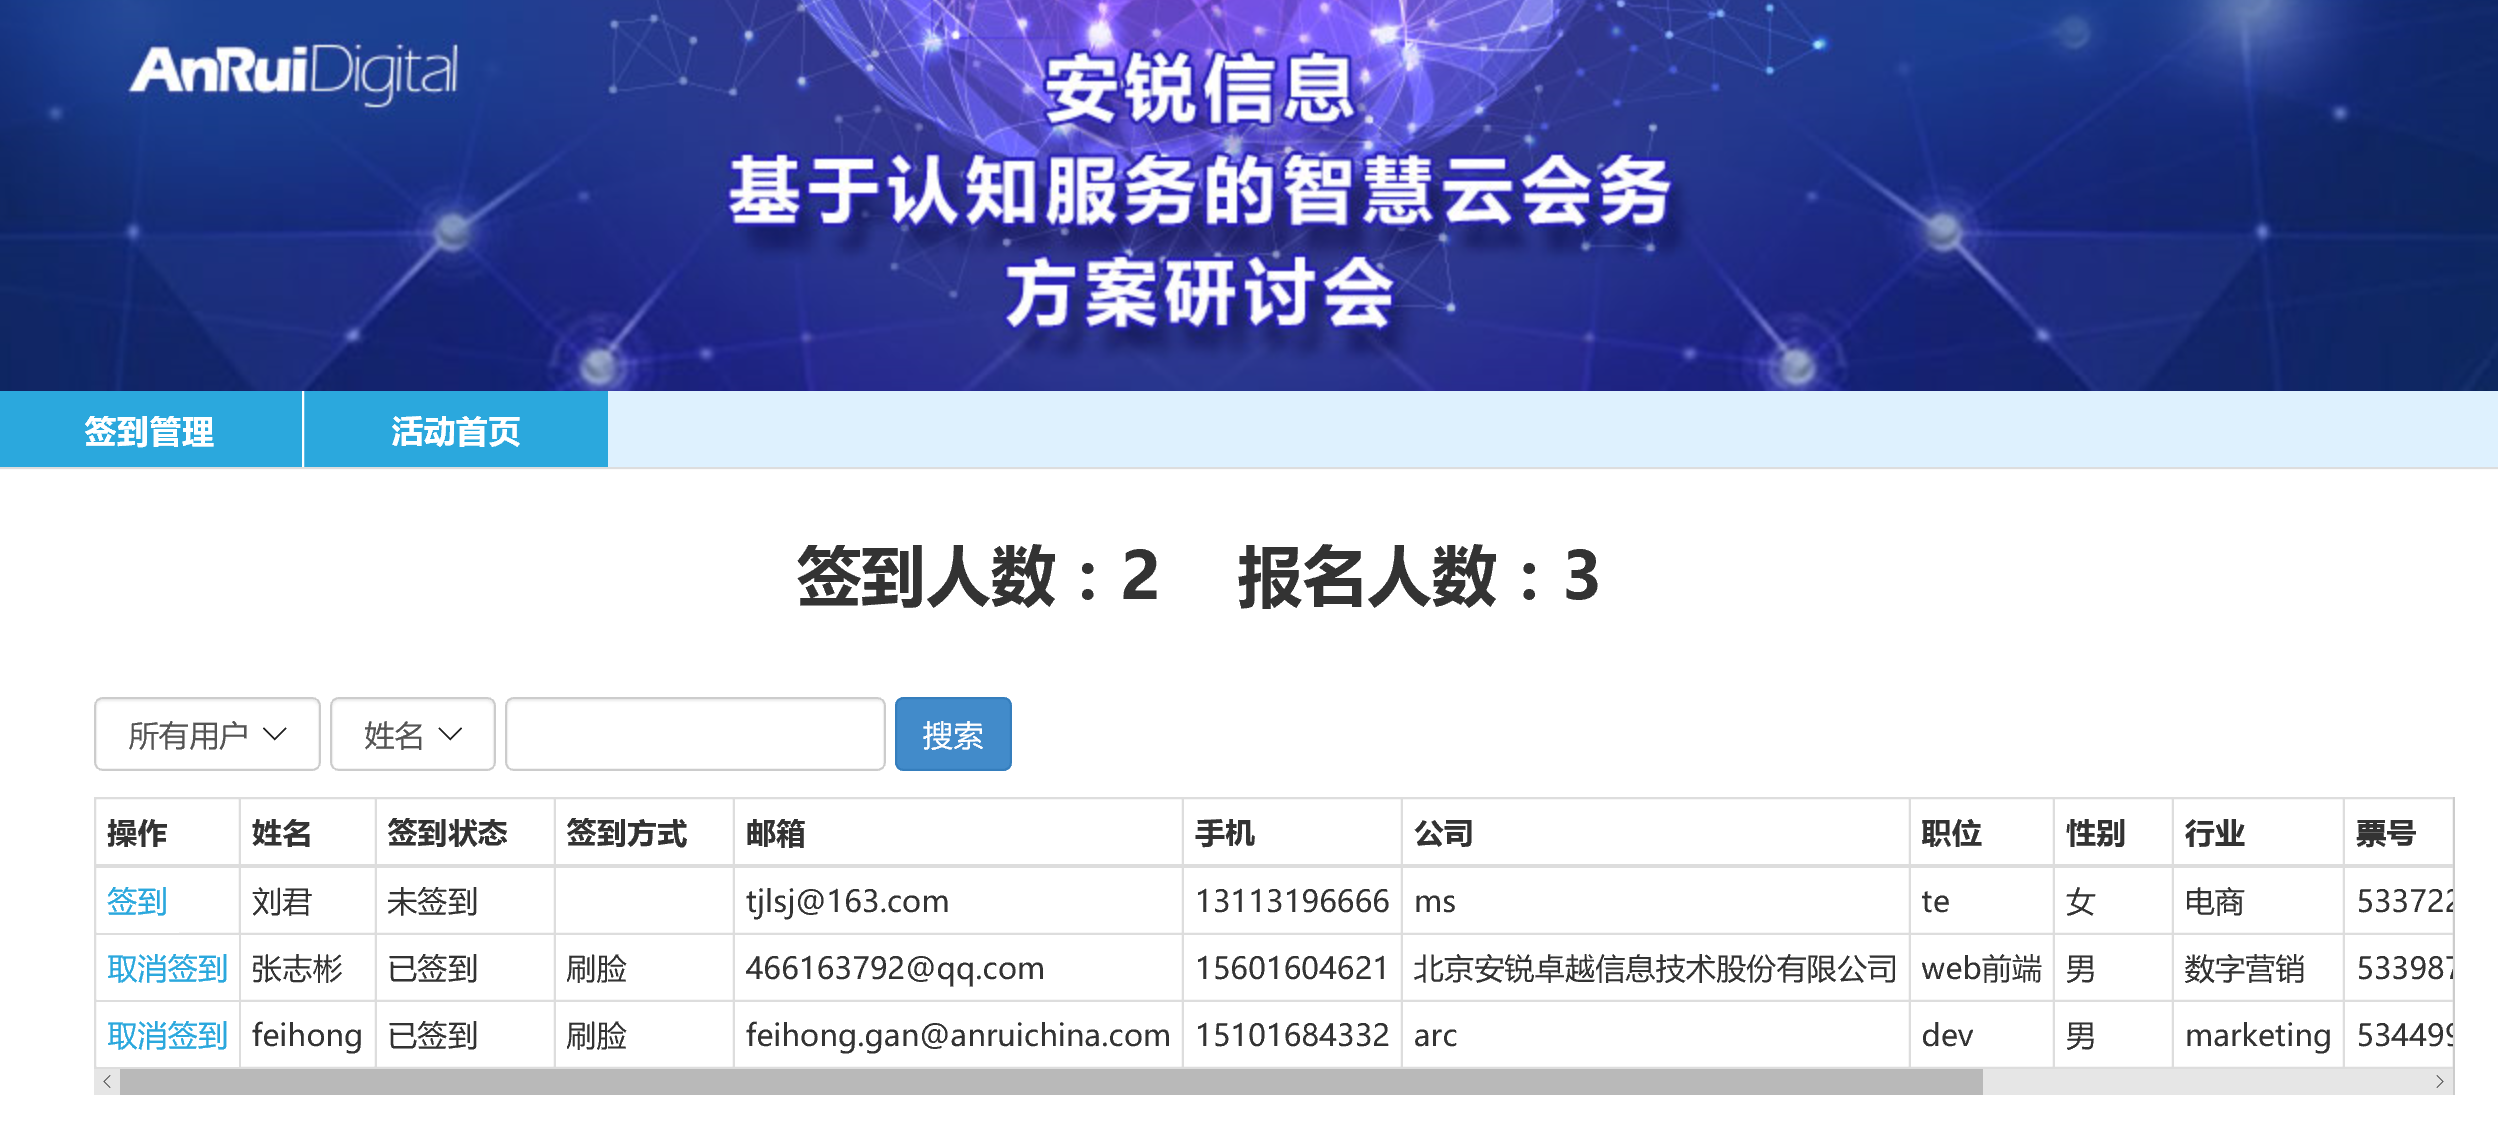 AnRuiDigital
安锐信息
基于认知服务的智慧云会务
方案研讨会
签到管理 活动首页
签到人数：2 报名人数：3
所有用户 姓名 搜索
操作 姓名 签到状态 签到方式 邮箱 手机 公司 职位 性别 行业 票号
签到 刘君 未签到 tjlsj@163.com 13113196666 ms te 女 电商 533722
取消签到 张志彬 已签到 刷脸 466163792@qq.com 15601604621 北京安锐卓越信息技术股份有限公司 web前端 男 数字营销 533987
取消签到 feihong 已签到 刷脸 feihong.gan@anruichina.com 15101684332 arc dev 男 marketing 534499